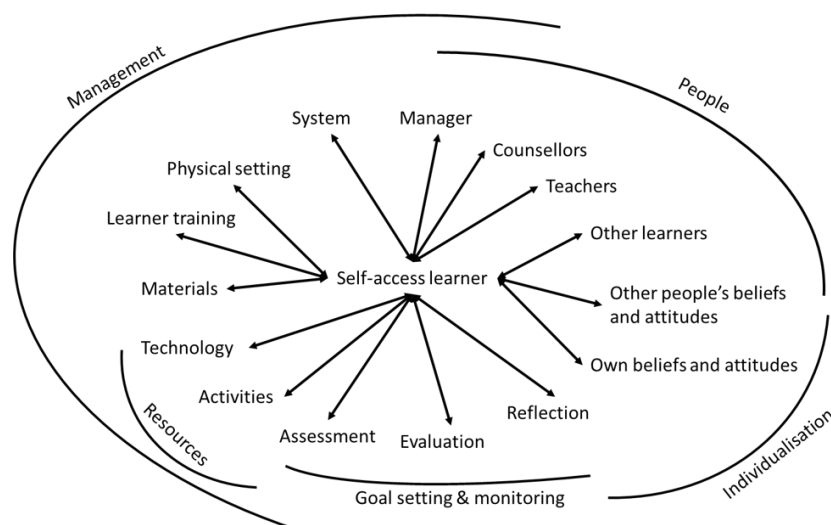 Management
People
System
Manager
Counsellors
Physical setting
Teachers
Learner training
Other learners
Self-access learner
Materials
Other people’s beliefs
and attitudes
Technology
Own beliefs and attitudes
Activities
Reflection
Resources
Assessment
Evaluation
Individualisation
Goal setting & monitoring